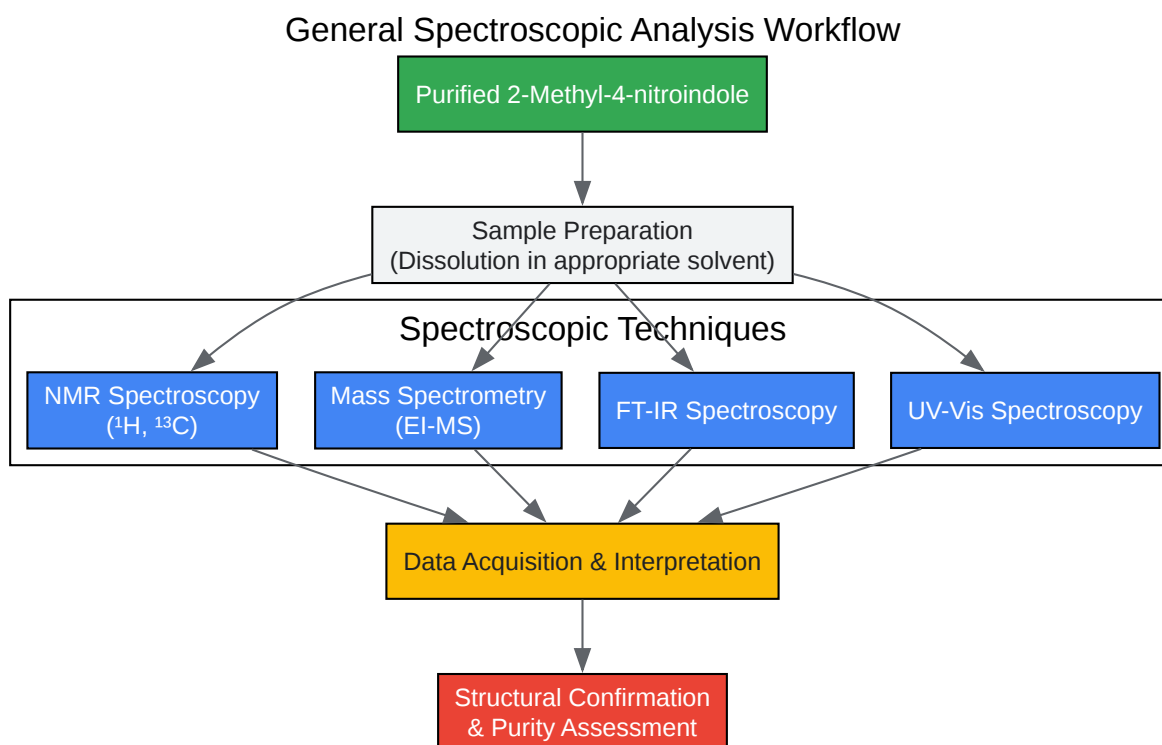 General Spectroscopic Analysis Workflow
Purified 2-Methyl-4-nitroindole
Sample Preparation
(Dissolution in appropriate solvent)
Spectroscopic Techniques
NMR Spectroscopy
(¹H, ¹³C)
Mass Spectrometry
(EI-MS)
FT-IR Spectroscopy
UV-Vis Spectroscopy
Data Acquisition & Interpretation
Structural Confirmation
& Purity Assessment